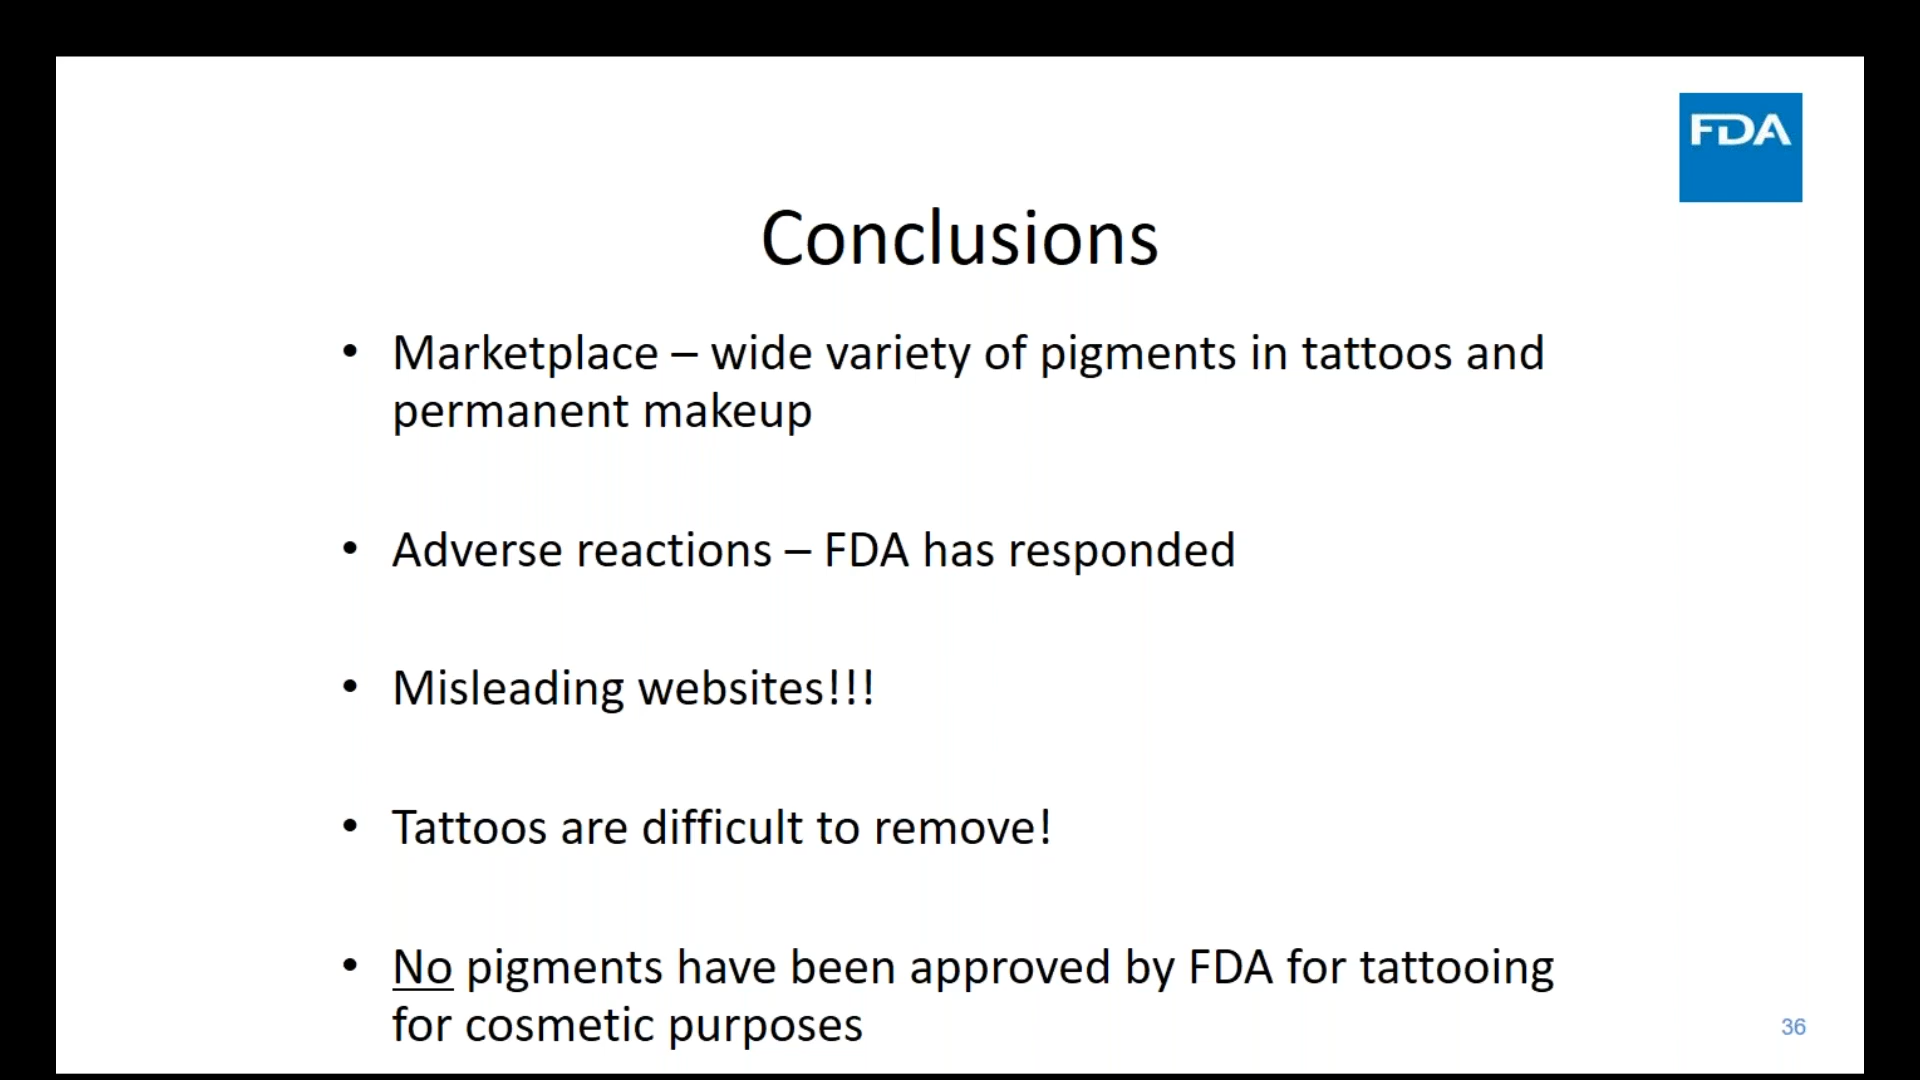 FDA
Conclusions
• Marketplace – wide variety of pigments in tattoos and
permanent makeup
• Adverse reactions – FDA has responded
• Misleading websites!!!
• Tattoos are difficult to remove!
• No pigments have been approved by FDA for tattooing
for cosmetic purposes
36